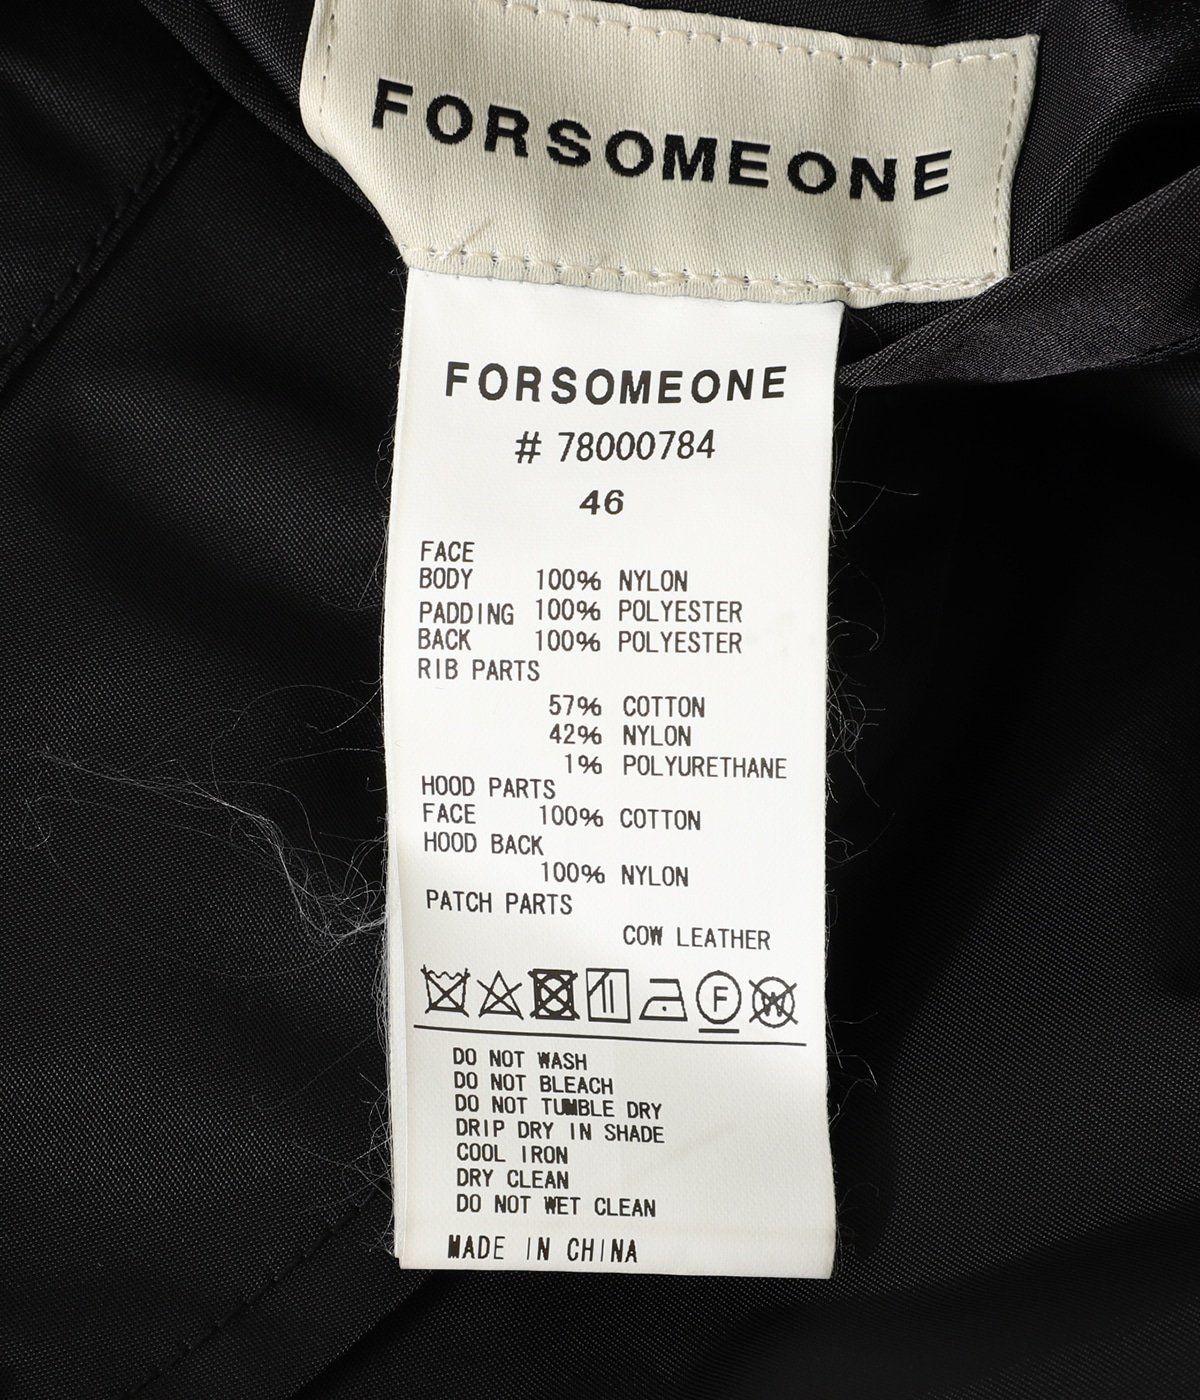 FORSOMEONE
FORSOMEONE
# 78000784
46
FACE
BODY 100% NYLON
PADDING 100% POLYESTER
BACK 100% POLYESTER
RIB PARTS
57% COTTON
42% NYLON
1% POLYURETHANE
HOOD PARTS
FACE 100% COTTON
HOOD BACK
100% NYLON
PATCH PARTS
COW LEATHER
F W
DO NOT WASH
DO NOT BLEACH
DO NOT TUMBLE DRY
DRIP DRY IN SHADE
COOL IRON
DRY CLEAN
DO NOT WET CLEAN
MADE IN CHINA